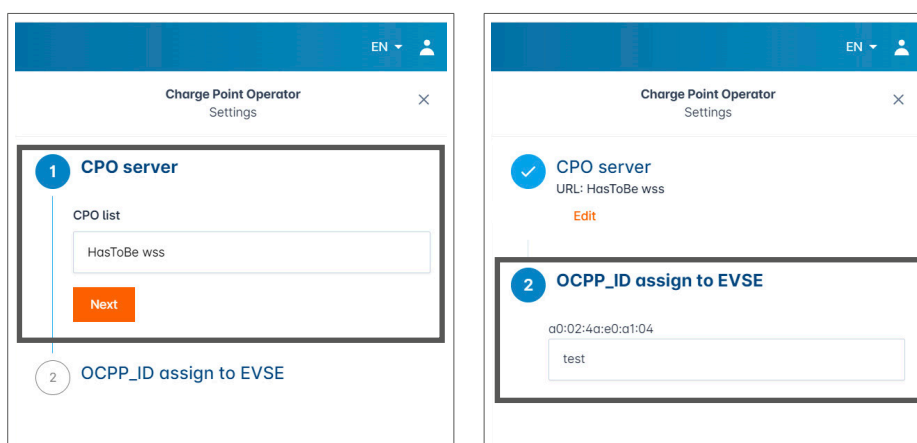 EN
Charge Point Operator
Settings
1 CPO server
CPO list
HasToBe wss
Next
2 OCPP_ID assign to EVSE
EN
Charge Point Operator
Settings
CPO server
URL: HasToBe wss
Edit
2 OCPP_ID assign to EVSE
a0:02:4a:e0:a1:04
test